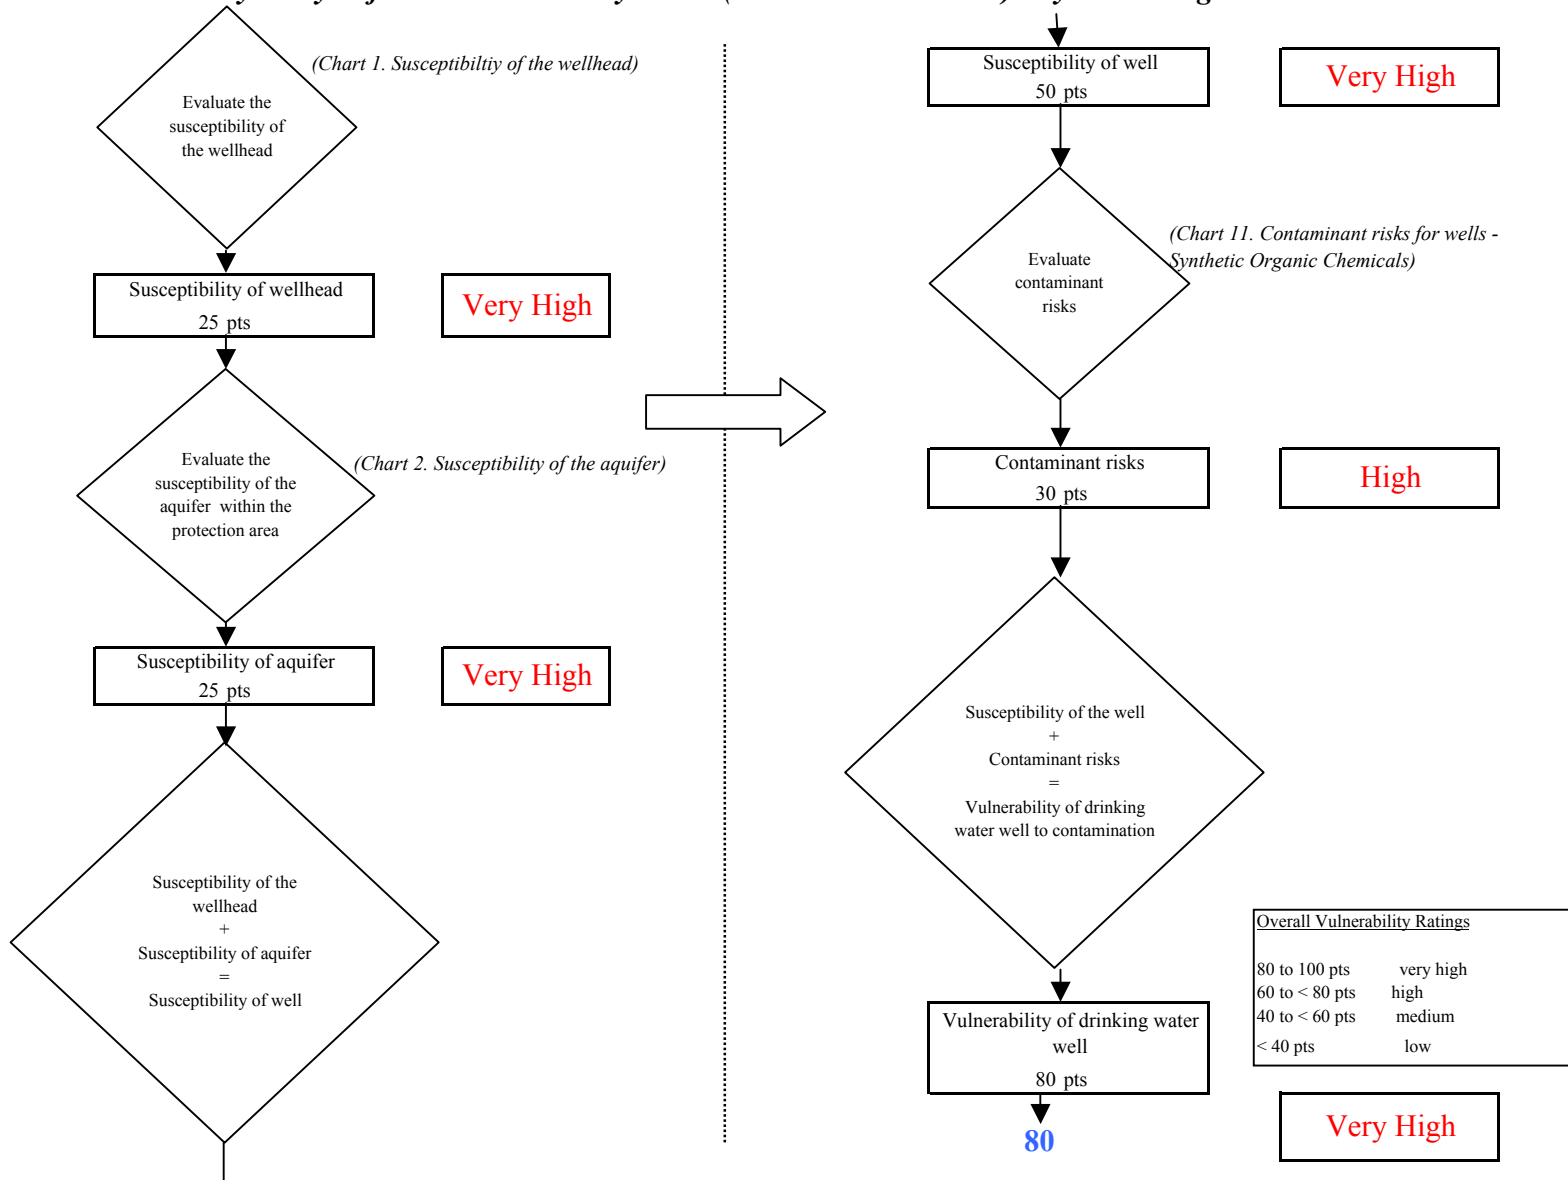 (Chart 1. Susceptibiltiy of the wellhead)
Evaluate the
susceptibility of
the wellhead
Susceptibility of wellhead
25 pts
Very High
Evaluate the
susceptibility of the
aquifer within the
protection area
(Chart 2. Susceptibility of the aquifer)
Susceptibility of aquifer
25 pts
Very High
Susceptibility of the
wellhead
+
Susceptibility of aquifer
=
Susceptibility of well
Susceptibility of well
50 pts
Very High
(Chart 11. Contaminant risks for wells -
Synthetic Organic Chemicals)
Evaluate
contaminant
risks
Contaminant risks
30 pts
High
Susceptibility of the well
+
Contaminant risks
=
Vulnerability of drinking
water well to contamination
Overall Vulnerability Ratings
80 to 100 pts very high
60 to < 80 pts high
40 to < 60 pts medium
< 40 pts low
Vulnerability of drinking water
well
80 pts
80
Very High